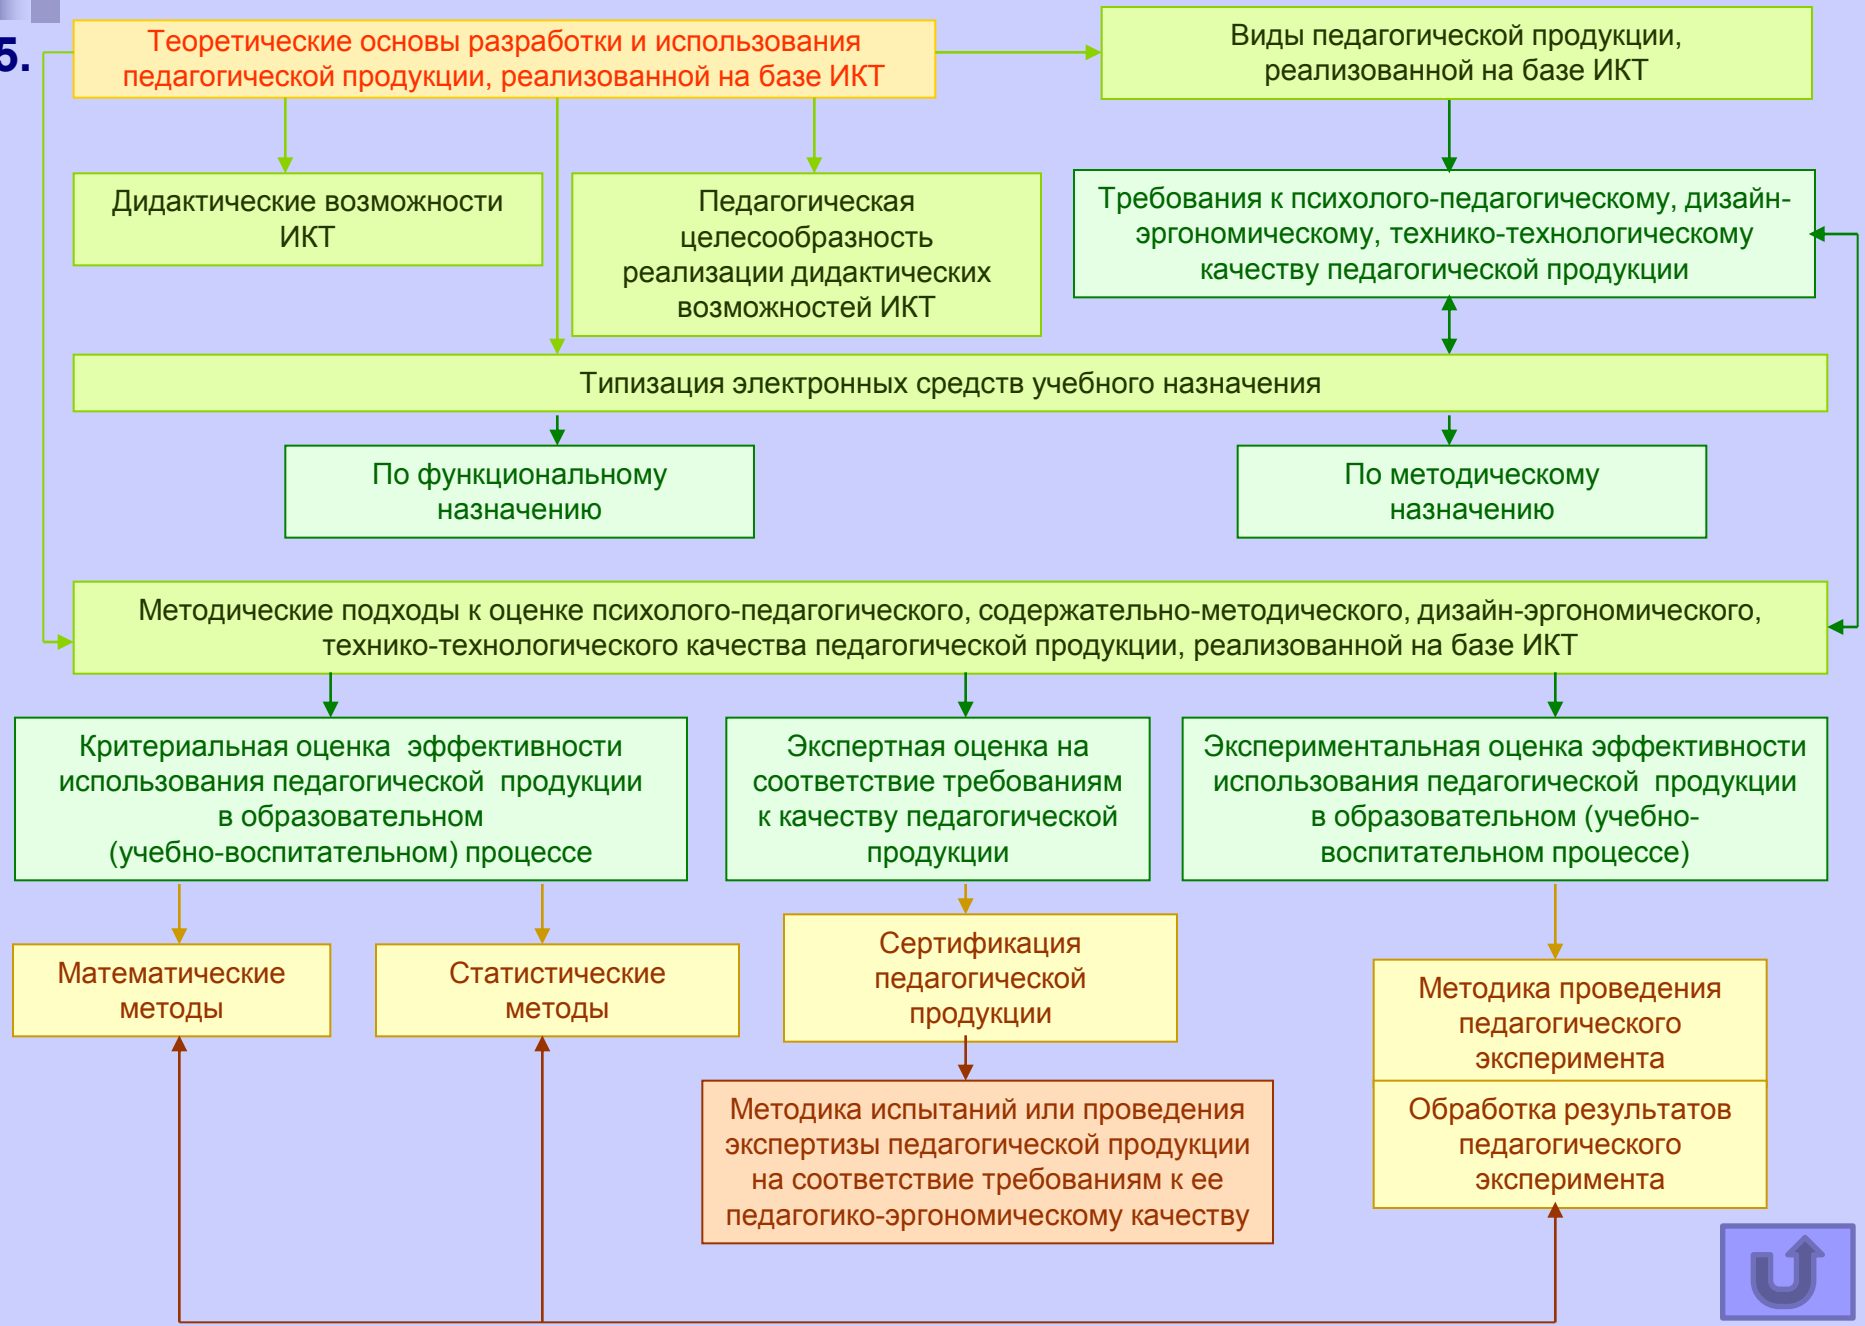 5.
Теоретические основы разработки и использования
педагогической продукции, реализованной на базе ИКТ
Виды педагогической продукции,
реализованной на базе ИКТ
Дидактические возможности
ИКТ
Педагогическая
целесообразность
реализации дидактических
возможностей ИКТ
Требования к психолого-педагогическому, дизайн-
эргономическому, технико-технологическому
качеству педагогической продукции
Типизация электронных средств учебного назначения
По функциональному
назначению
По методическому
назначению
Методические подходы к оценке психолого-педагогического, содержательно-методического, дизайн-эргономического,
технико-технологического качества педагогической продукции, реализованной на базе ИКТ
Критериальная оценка эффективности
использования педагогической продукции
в образовательном
(учебно-воспитательном) процессе
Экспертная оценка на
соответствие требованиям
к качеству педагогической
продукции
Экспериментальная оценка эффективности
использования педагогической продукции
в образовательном (учебно-
воспитательном процессе)
Математические
методы
Статистические
методы
Сертификация
педагогической
продукции
Методика проведения
педагогического
эксперимента
Методика испытаний или проведения
экспертизы педагогической продукции
на соответствие требованиям к ее
педагогико-эргономическому качеству
Обработка результатов
педагогического
эксперимента